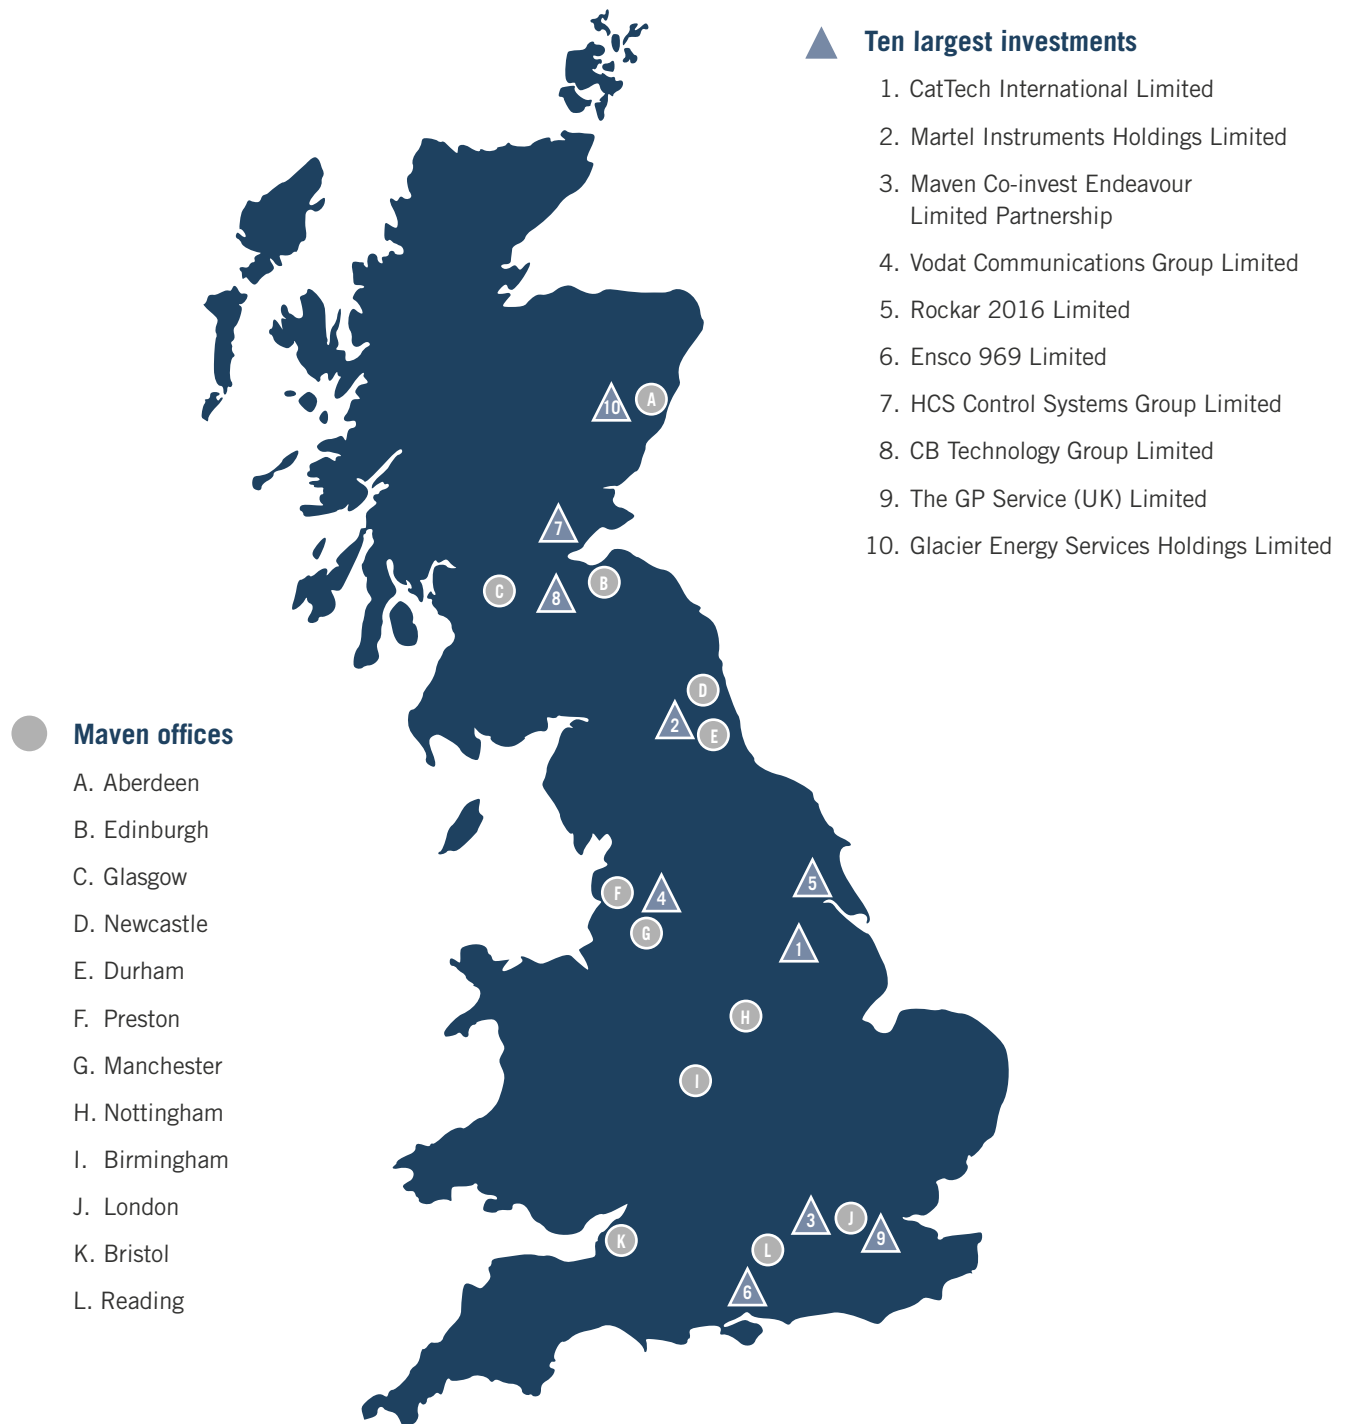 Ten largest investments
1. CatTech International Limited
2. Martel Instruments Holdings Limited
3. Maven Co-invest Endeavour
Limited Partnership
4. Vodat Communications Group Limited
5. Rockar 2016 Limited
6. Ensco 969 Limited
7. HCS Control Systems Group Limited
8. CB Technology Group Limited
9. The GP Service (UK) Limited
10. Glacier Energy Services Holdings Limited
Maven offices
A. Aberdeen
B. Edinburgh
C. Glasgow
D. Newcastle
E. Durham
F. Preston
G. Manchester
H. Nottingham
I. Birmingham
J. London
K. Bristol
L. Reading
10
A
7
B
C
8
D
2
E
5
F
4
G
1
H
I
3
J
9
K
L
6